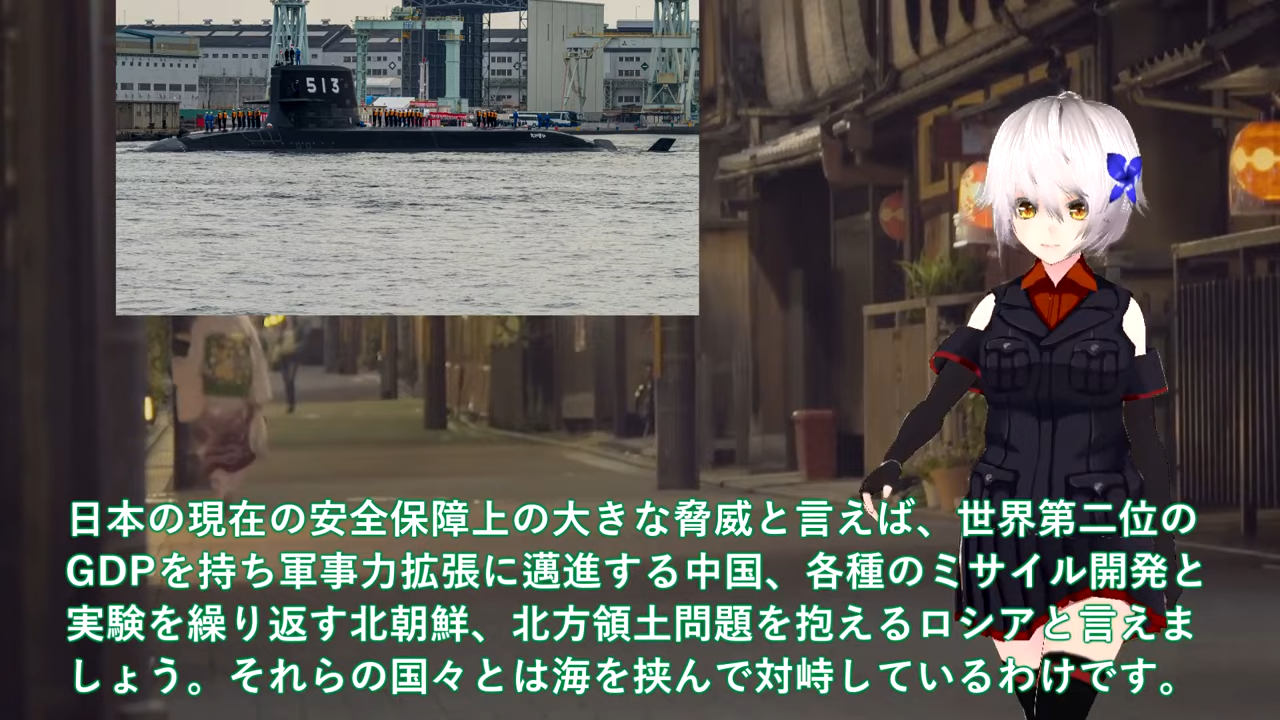 513
日本の現在の安全保障上の大きな脅威と言えば、世界第二位の
GDPを持ち軍事力拡張に邁進する中国、各種のミサイル開発と
実験を繰り返す北朝鮮、北方領土問題を抱えるロシアと言えま
しょう。それらの国々とは海を挟んで対峙しているわけです。